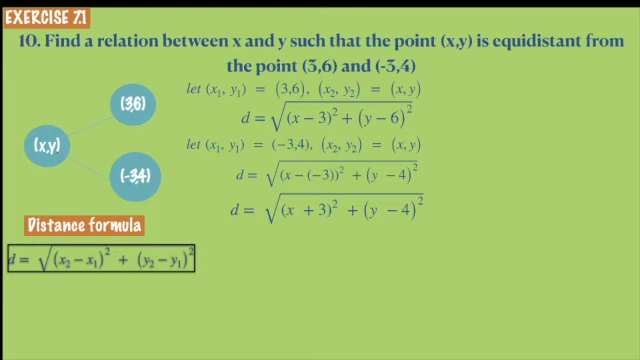 EXERCISE 7.1
10. Find a relation between x and y such that the point (x,y) is equidistant from
the point (3,6) and (-3,4)
let (x₁, y₁) = (3,6), (x₂, y₂) = (x, y)
d = √((x − 3)² + (y − 6)²)
let (x₁, y₁) = (−3,4), (x₂, y₂) = (x, y)
d = √((x − (−3))² + (y − 4)²)
d = √((x + 3)² + (y − 4)²)
(3,6)
(x,y)
(-3,4)
Distance formula
d = √((x₂ − x₁)² + (y₂ − y₁)²)